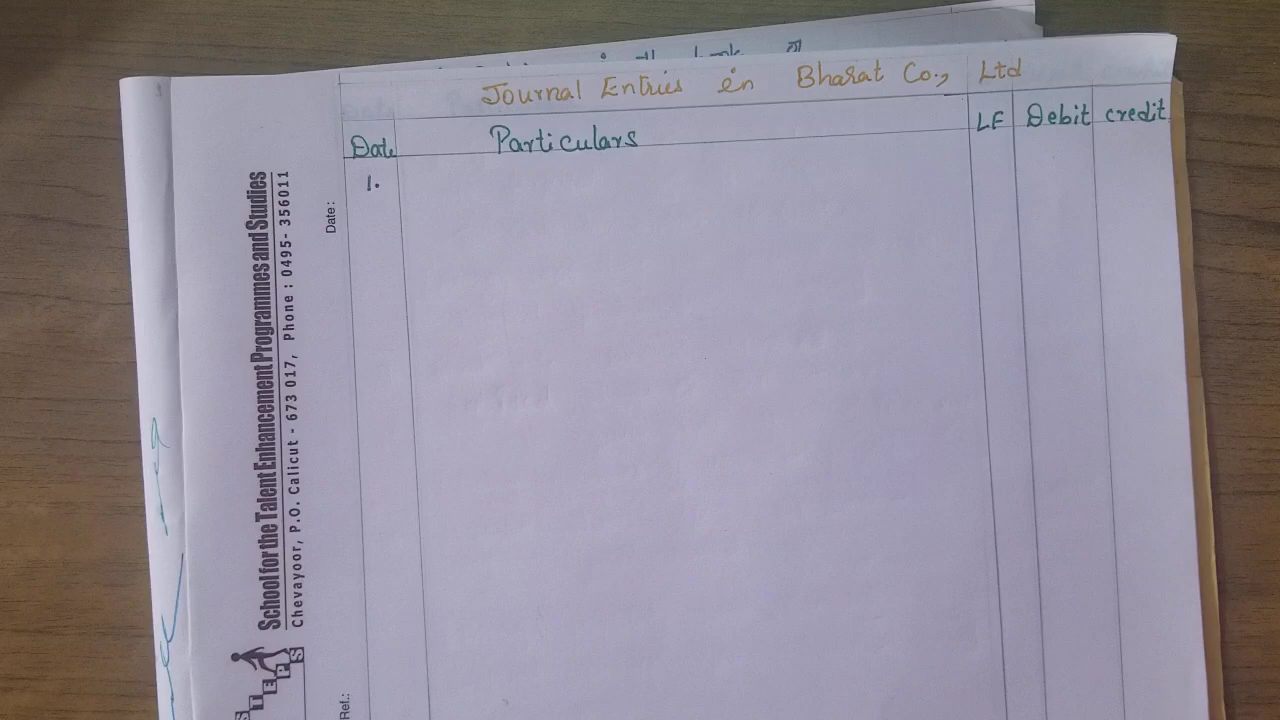 Journal Entries in Bharat Co., Ltd
Date Particulars LF Debit credit
1.
School for the Talent Enhancement Programmes and Studies
Chevayoor, P.O. Calicut - 673 017, Phone : 0495- 356011
STEPS
Date:
Ref.: